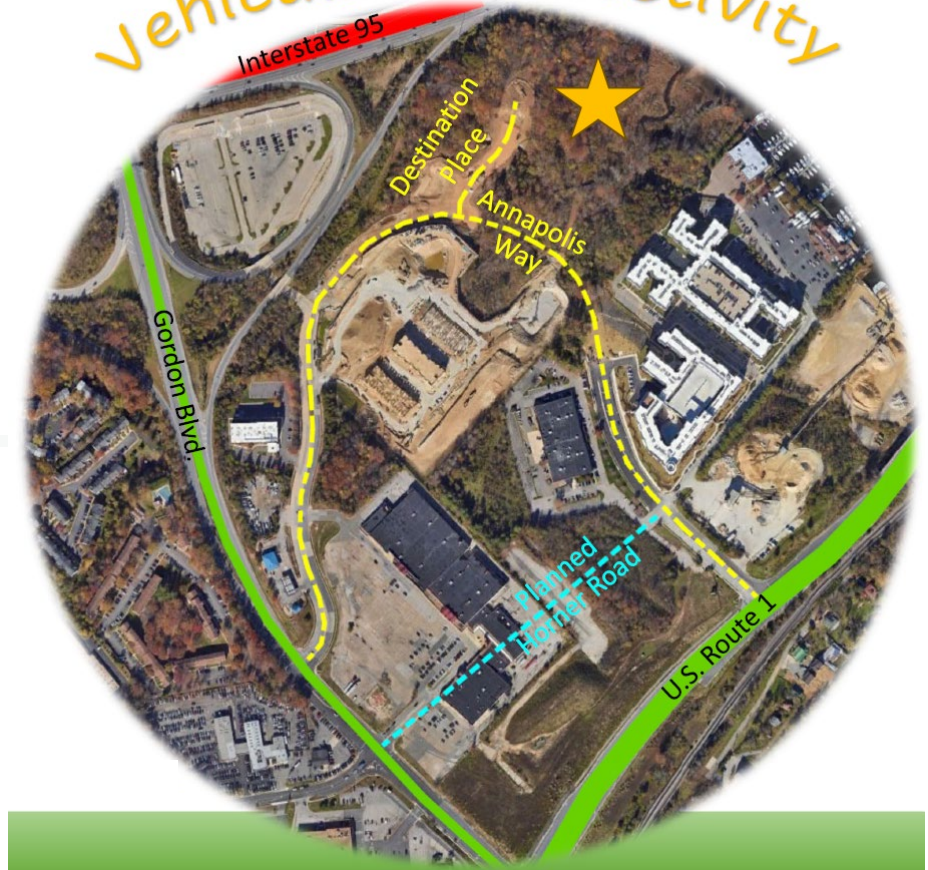 Interstate 95
Destination
Place
Annapolis
Way
Gordon Blvd.
Planned
Horner Road
U.S. Route 1